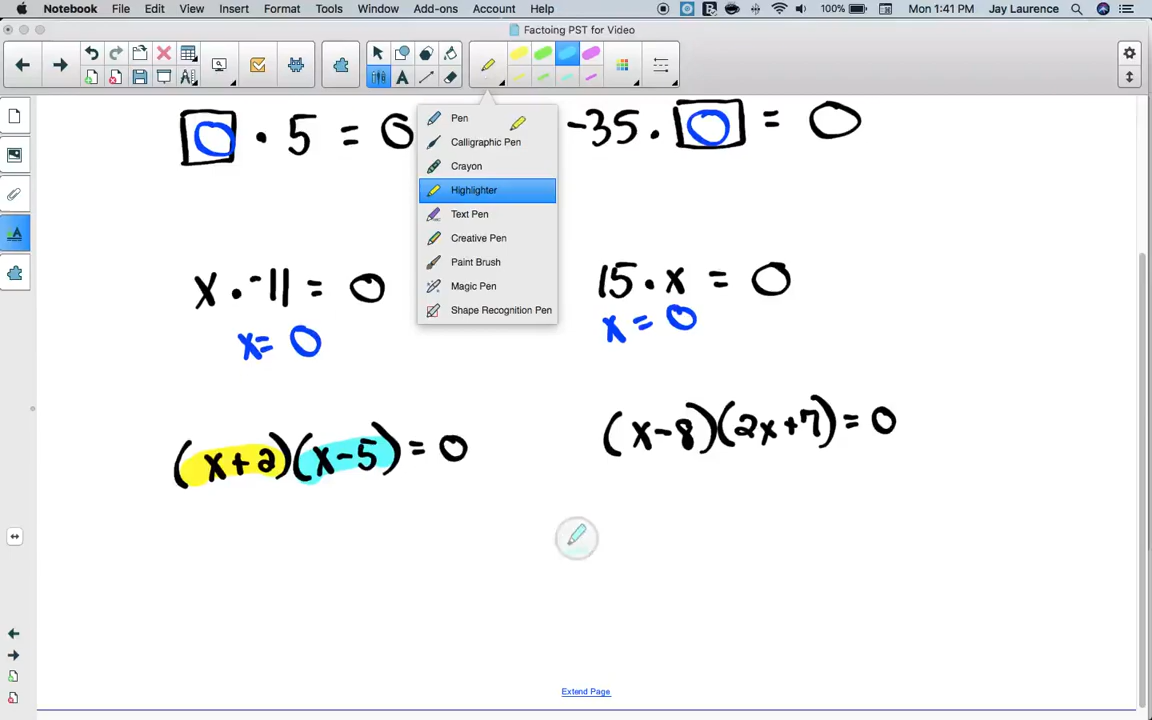 Notebook File Edit View Insert Format Tools Window Add-ons Account Help 100% Mon 1:41 PM Jay Laurence
Factoing PST for Video
Pen
Calligraphic Pen
Crayon
Highlighter
Text Pen
Creative Pen
Paint Brush
Magic Pen
Shape Recognition Pen
0 · 5 = 0
-35 · 0 = 0
x · -11 = 0
x = 0
15 · x = 0
x = 0
(x+2)(x-5) = 0
(x-8)(2x+7) = 0
Extend Page